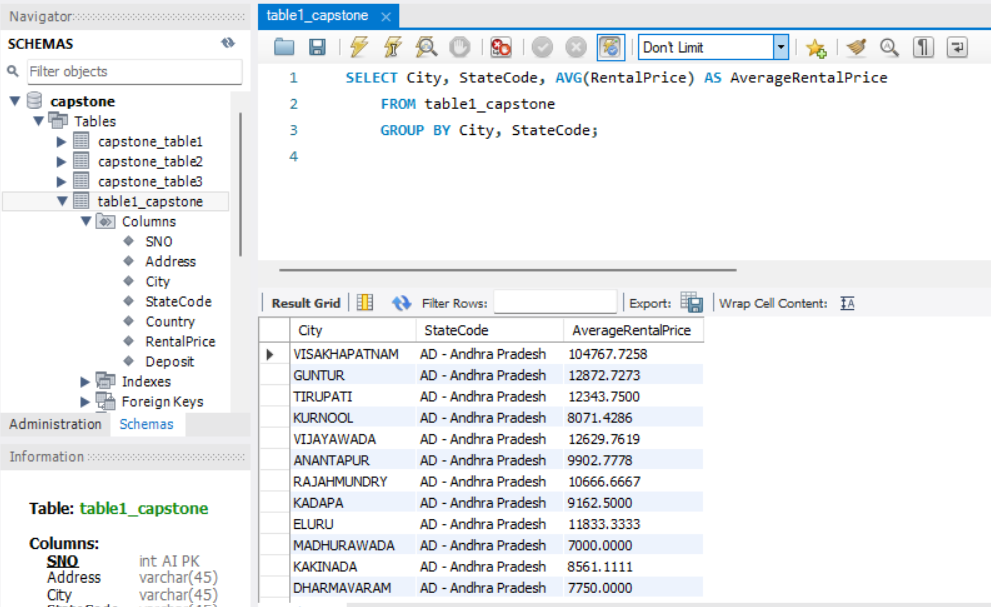 Navigator
SCHEMAS
Filter objects
capstone
Tables
capstone_table1
capstone_table2
capstone_table3
table1_capstone
Columns
SNO
Address
City
StateCode
Country
RentalPrice
Deposit
Indexes
Foreign Keys
Administration Schemas
Information
Table: table1_capstone
Columns:
SNO int AI PK
Address varchar(45)
City varchar(45)
StateCode varchar(45)
table1_capstone
Don't Limit
1 SELECT City, StateCode, AVG(RentalPrice) AS AverageRentalPrice
2 FROM table1_capstone
3 GROUP BY City, StateCode;
4
Result Grid Filter Rows: Export: Wrap Cell Content:
City StateCode AverageRentalPrice
VISAKHAPATNAM AD - Andhra Pradesh 104767.7258
GUNTUR AD - Andhra Pradesh 12872.7273
TIRUPATI AD - Andhra Pradesh 12343.7500
KURNOOL AD - Andhra Pradesh 8071.4286
VIJAYAWADA AD - Andhra Pradesh 12629.7619
ANANTAPUR AD - Andhra Pradesh 9902.7778
RAJAHMUNDRY AD - Andhra Pradesh 10666.6667
KADAPA AD - Andhra Pradesh 9162.5000
ELURU AD - Andhra Pradesh 11833.3333
MADHURAWADA AD - Andhra Pradesh 7000.0000
KAKINADA AD - Andhra Pradesh 8561.1111
DHARMAVARAM AD - Andhra Pradesh 7750.0000